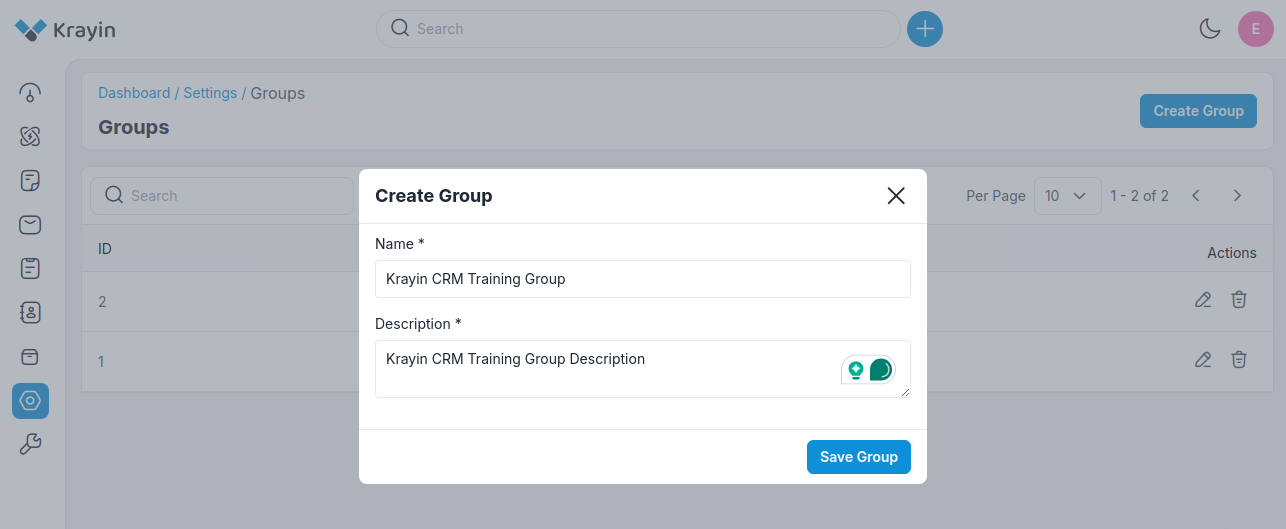 Krayin
Search
E
Dashboard / Settings / Groups
Groups
Create Group
Search
Per Page 10 1 - 2 of 2
ID
Actions
2
1
Create Group
Name *
Krayin CRM Training Group
Description *
Krayin CRM Training Group Description
Save Group